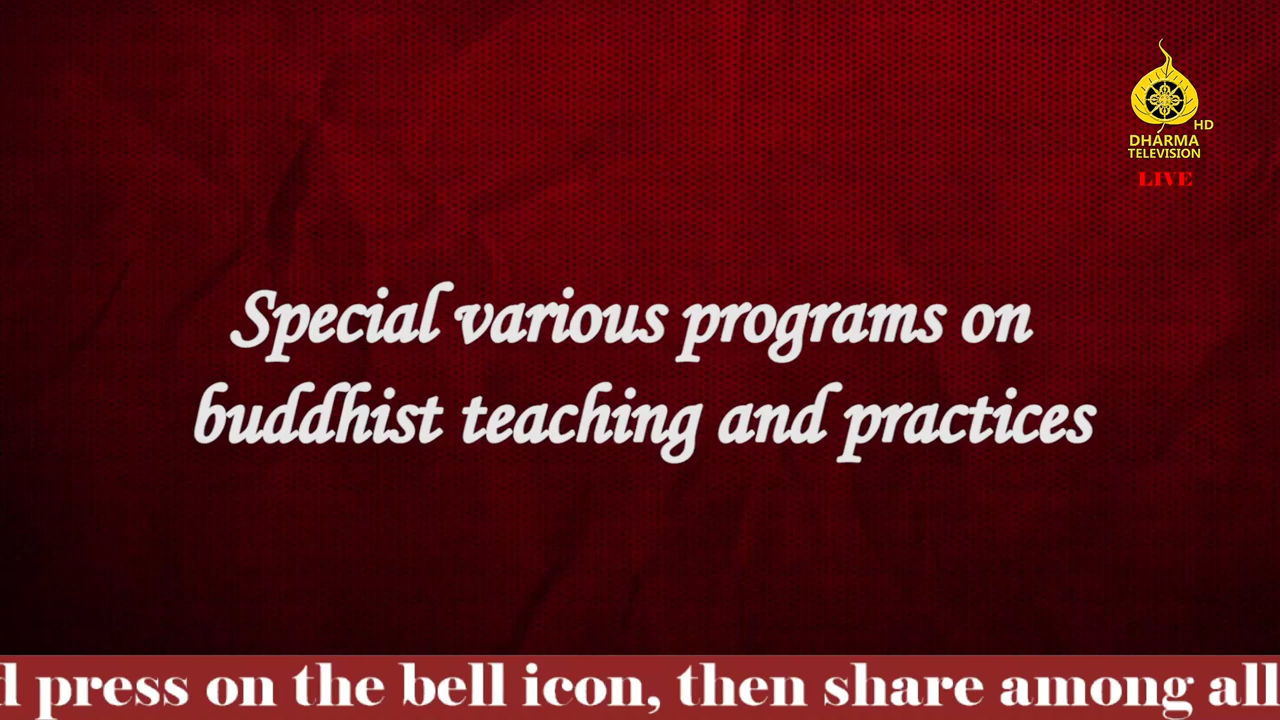 HD
DHARMA
TELEVISION
LIVE
Special various programs on
buddhist teaching and practices
press on the bell icon, then share among all